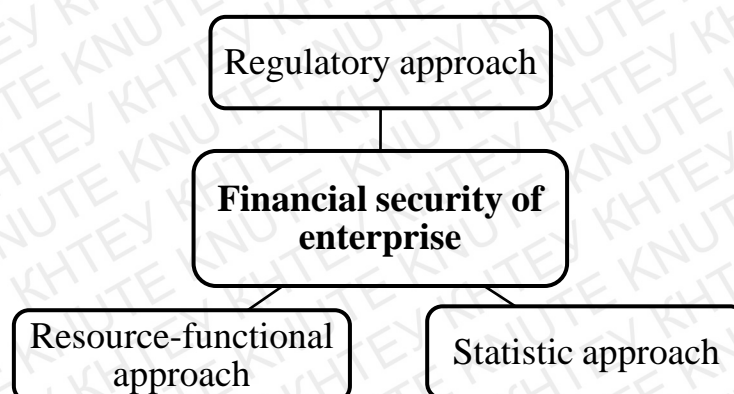 Regulatory approach
Financial security of
enterprise
Resource-functional
approach
Statistic approach